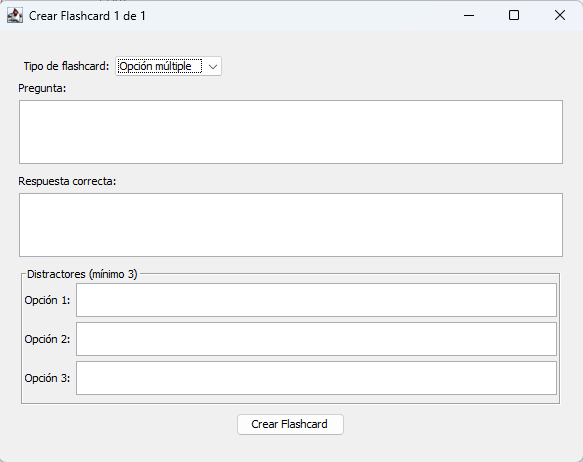 Crear Flashcard 1 de 1
Tipo de flashcard: Opción múltiple
Pregunta:
Respuesta correcta:
Distractores (mínimo 3)
Opción 1:
Opción 2:
Opción 3:
Crear Flashcard